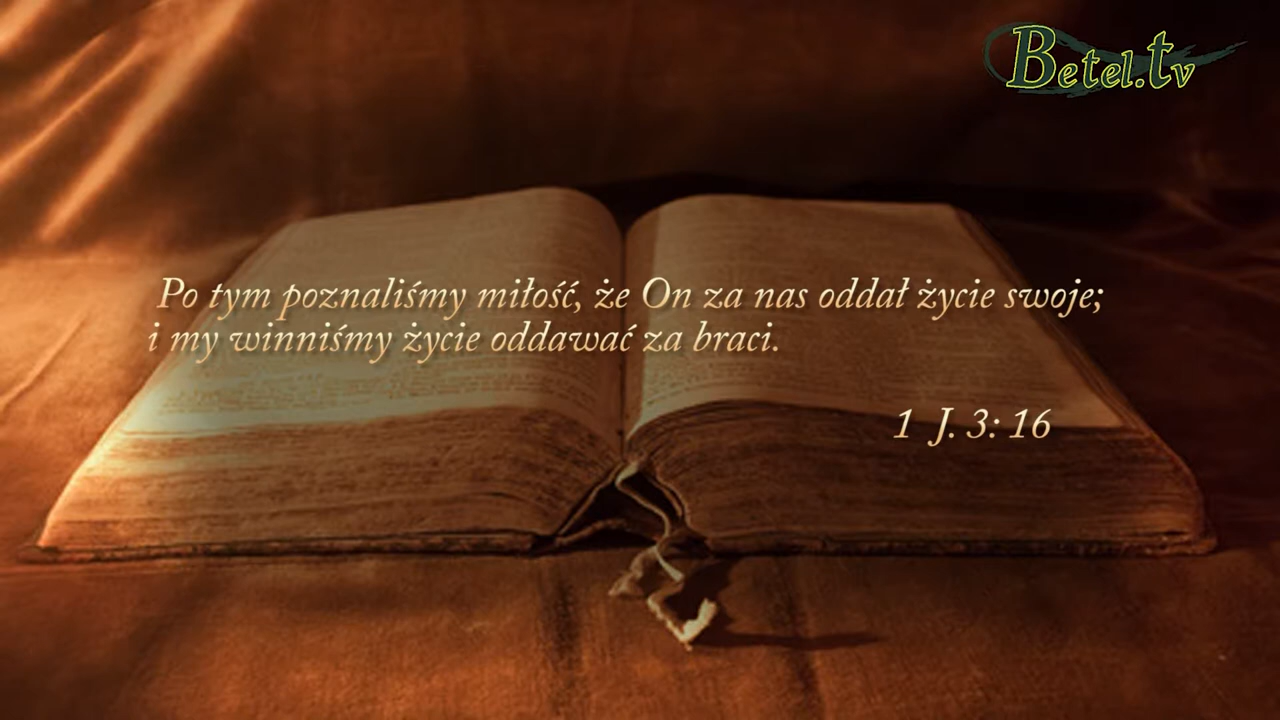 Betel.tv
Po tym poznaliśmy miłość, że On za nas oddał życie swoje;
i my winniśmy życie oddawać za braci.
1 J. 3: 16